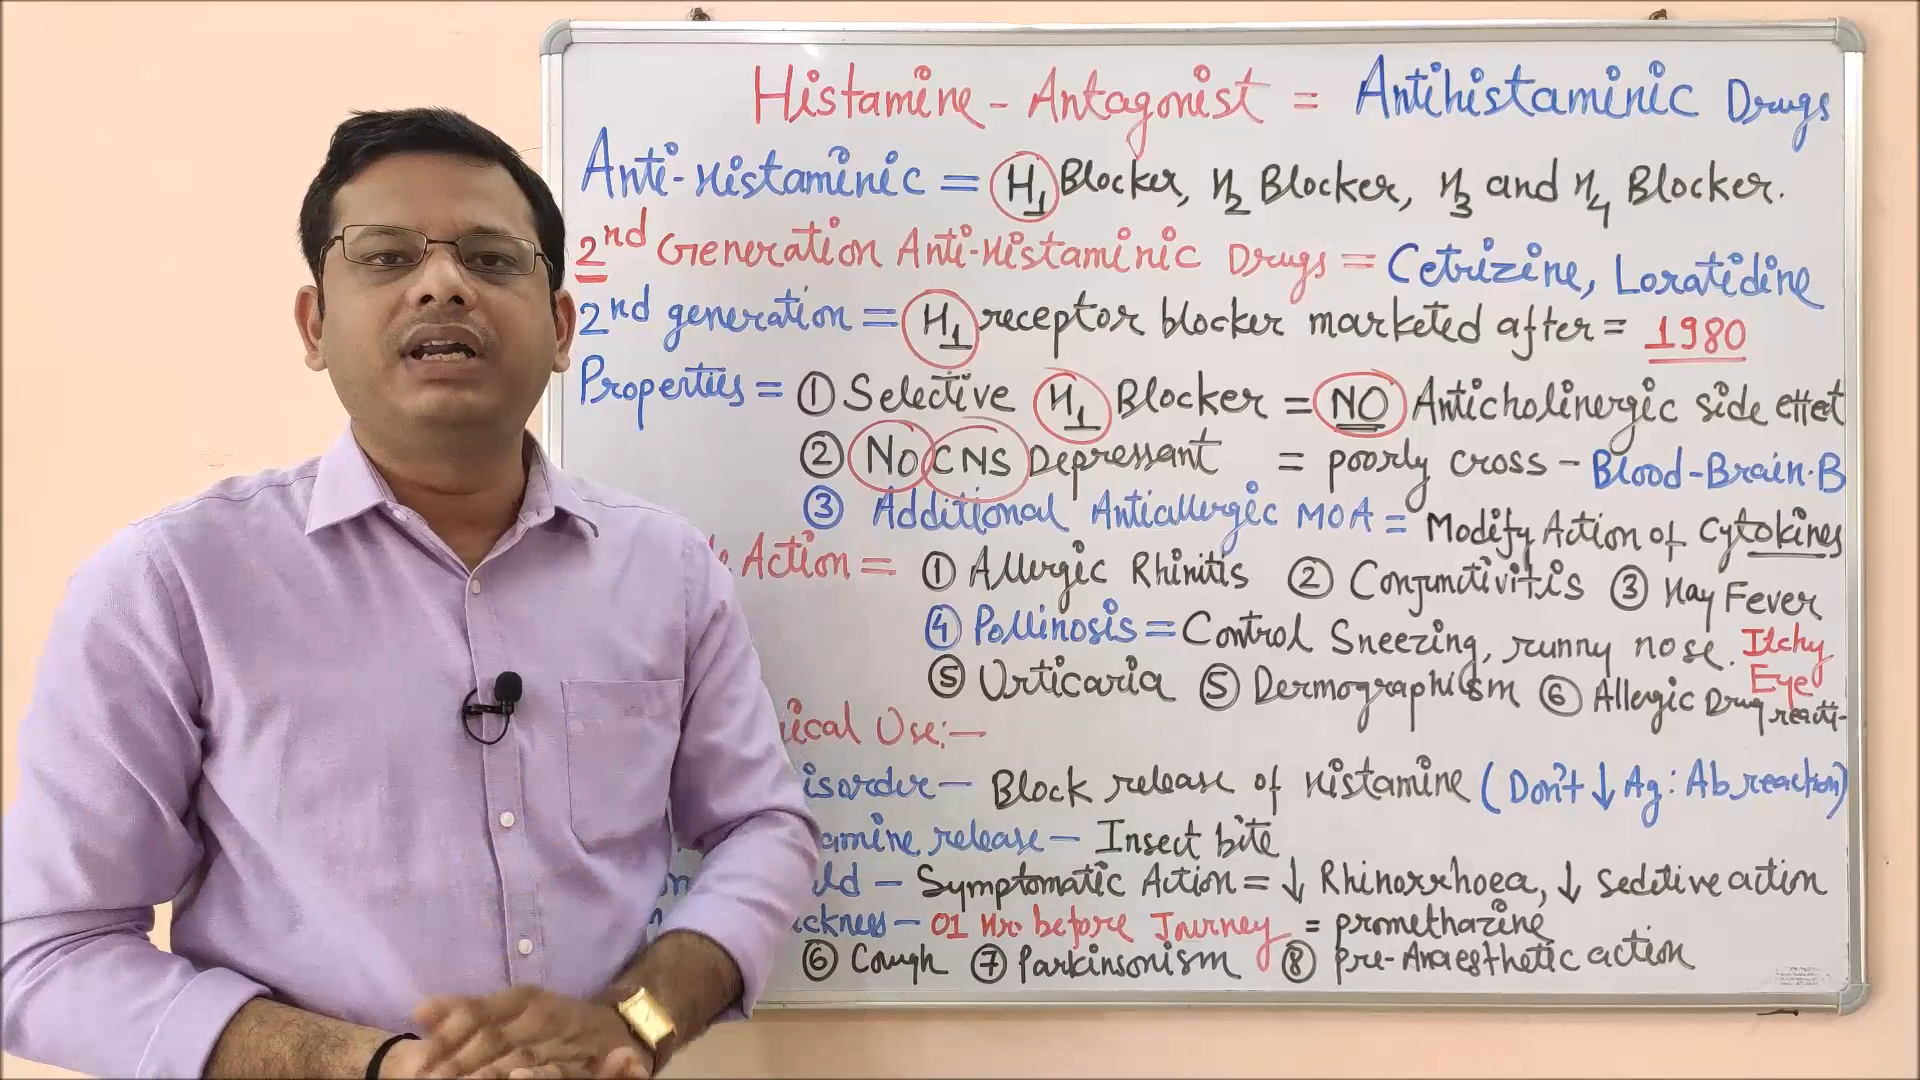 Histamine - Antagonist = Antihistaminic Drugs
Anti-Histaminic = H1 Blocker, H2 Blocker, H3 and H4 Blocker.
2nd Generation Anti-Histaminic Drugs = Cetrizine, Loratidine
2nd generation = H1 receptor blocker marketed after = 1980
Properties = ① Selective H1 Blocker = NO Anticholinergic side effect
② No CNS Depressant = poorly cross - Blood-Brain-B
③ Additional Antiallergic MOA = Modify Action of Cytokines
Action = ① Allergic Rhinitis ② Conjunctivitis ③ Hay Fever
④ Pollinosis = Control Sneezing, runny nose. Itchy Eye
⑤ Urticaria ⑤ Dermographism ⑥ Allergic Drug reacti-
ical Use:-
isorder - Block release of Histamine (Don't ↓ Ag: Ab reaction)
amine release - Insect bite
ld - Symptomatic Action = ↓ Rhinorrhoea, ↓ Seditive action
ickness - 01 Hr. before Journey = promethazine
⑥ Cough ⑦ Parkinsonism ⑧ Pre-Anaesthetic action